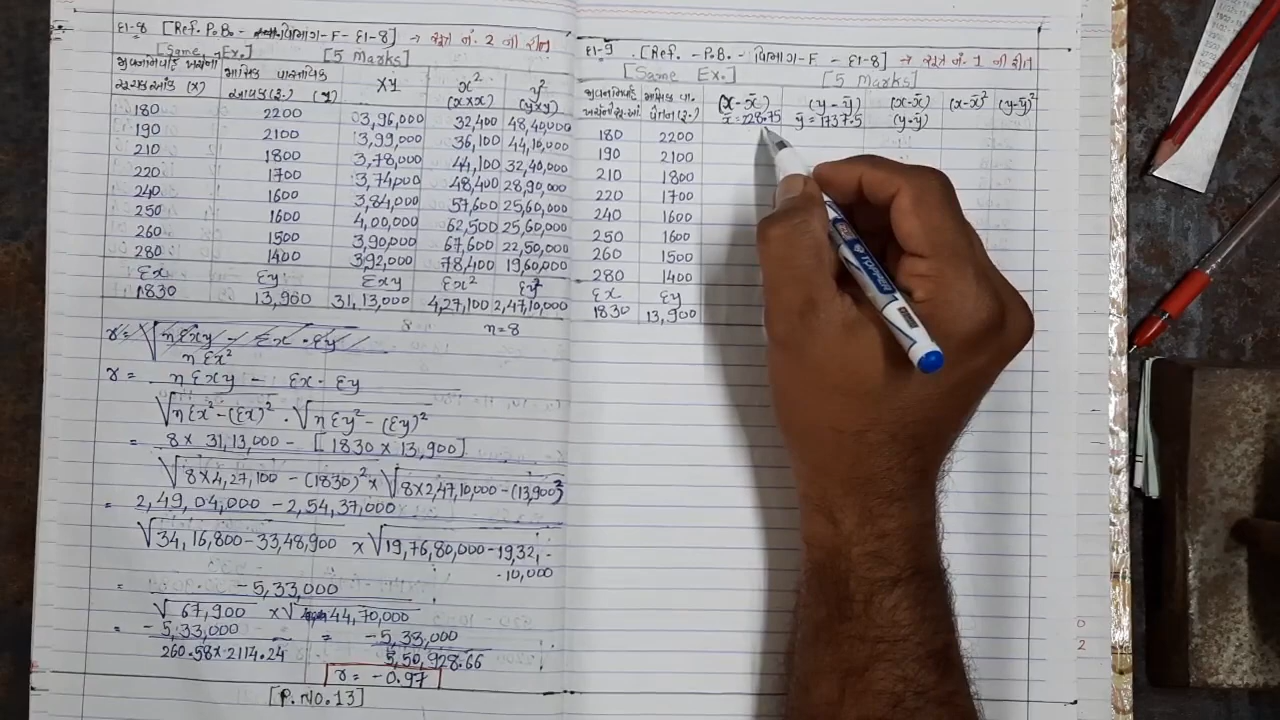 દા-8 [Ref. P.B. - વિભાગ-F-દા-8] → સૂત્ર નં. 2 ની રીત
[Same Ex.] [5 Marks]
જીવનનિર્વાહ ખર્ચનો સૂચકઆંક (x) | માસિક વાસ્તવિક આવક (રૂ.) (y) | xy | x² (x×x) | y² (y×y)
180 2200 3,96,000 32,400 48,40,000
190 2100 3,99,000 36,100 44,10,000
210 1800 3,78,000 44,100 32,40,000
220 1700 3,74,000 48,400 28,90,000
240 1600 3,84,000 57,600 25,60,000
250 1600 4,00,000 62,500 25,60,000
260 1500 3,90,000 67,600 22,50,000
280 1400 3,92,000 78,400 19,60,000
Σx Σy Σxy Σx² Σy²
1830 13,900 31,13,000 4,27,100 2,47,10,000
n=8
r = nΣxy - Σx·Σy
√nΣx²-(Σx)² · √nΣy²-(Σy)²
= 8 × 31,13,000 - [1830 × 13,900]
√8×4,27,100 - (1830)² × √8×2,47,10,000-(13,900)²
= 2,49,04,000 - 2,54,37,000
√34,16,800-33,48,900 × √19,76,80,000-19,32,-
-10,000
= -5,33,000
√67,900 × √44,70,000
= -5,33,000 = -5,33,000
260.58×2114.24 5,50,928.66
r = -0.97
[P.NO.13]
દા-9 [Ref. - P.B. - વિભાગ-F - દા-8] → સૂત્ર નં. 1 ની રીત
[Same Ex.] [5 Marks]
જીવનનિર્વાહ ખર્ચનો સૂ.આં. | માસિક વા. વેતન (રૂ.) | (x-x̄) x̄=228.75 | (y-ȳ) ȳ=1737.5 | (x-x̄) (y-ȳ) | (x-x̄)² | (y-ȳ)²
180 2200
190 2100
210 1800
220 1700
240 1600
250 1600
260 1500
280 1400
Σx Σy
1830 13,900